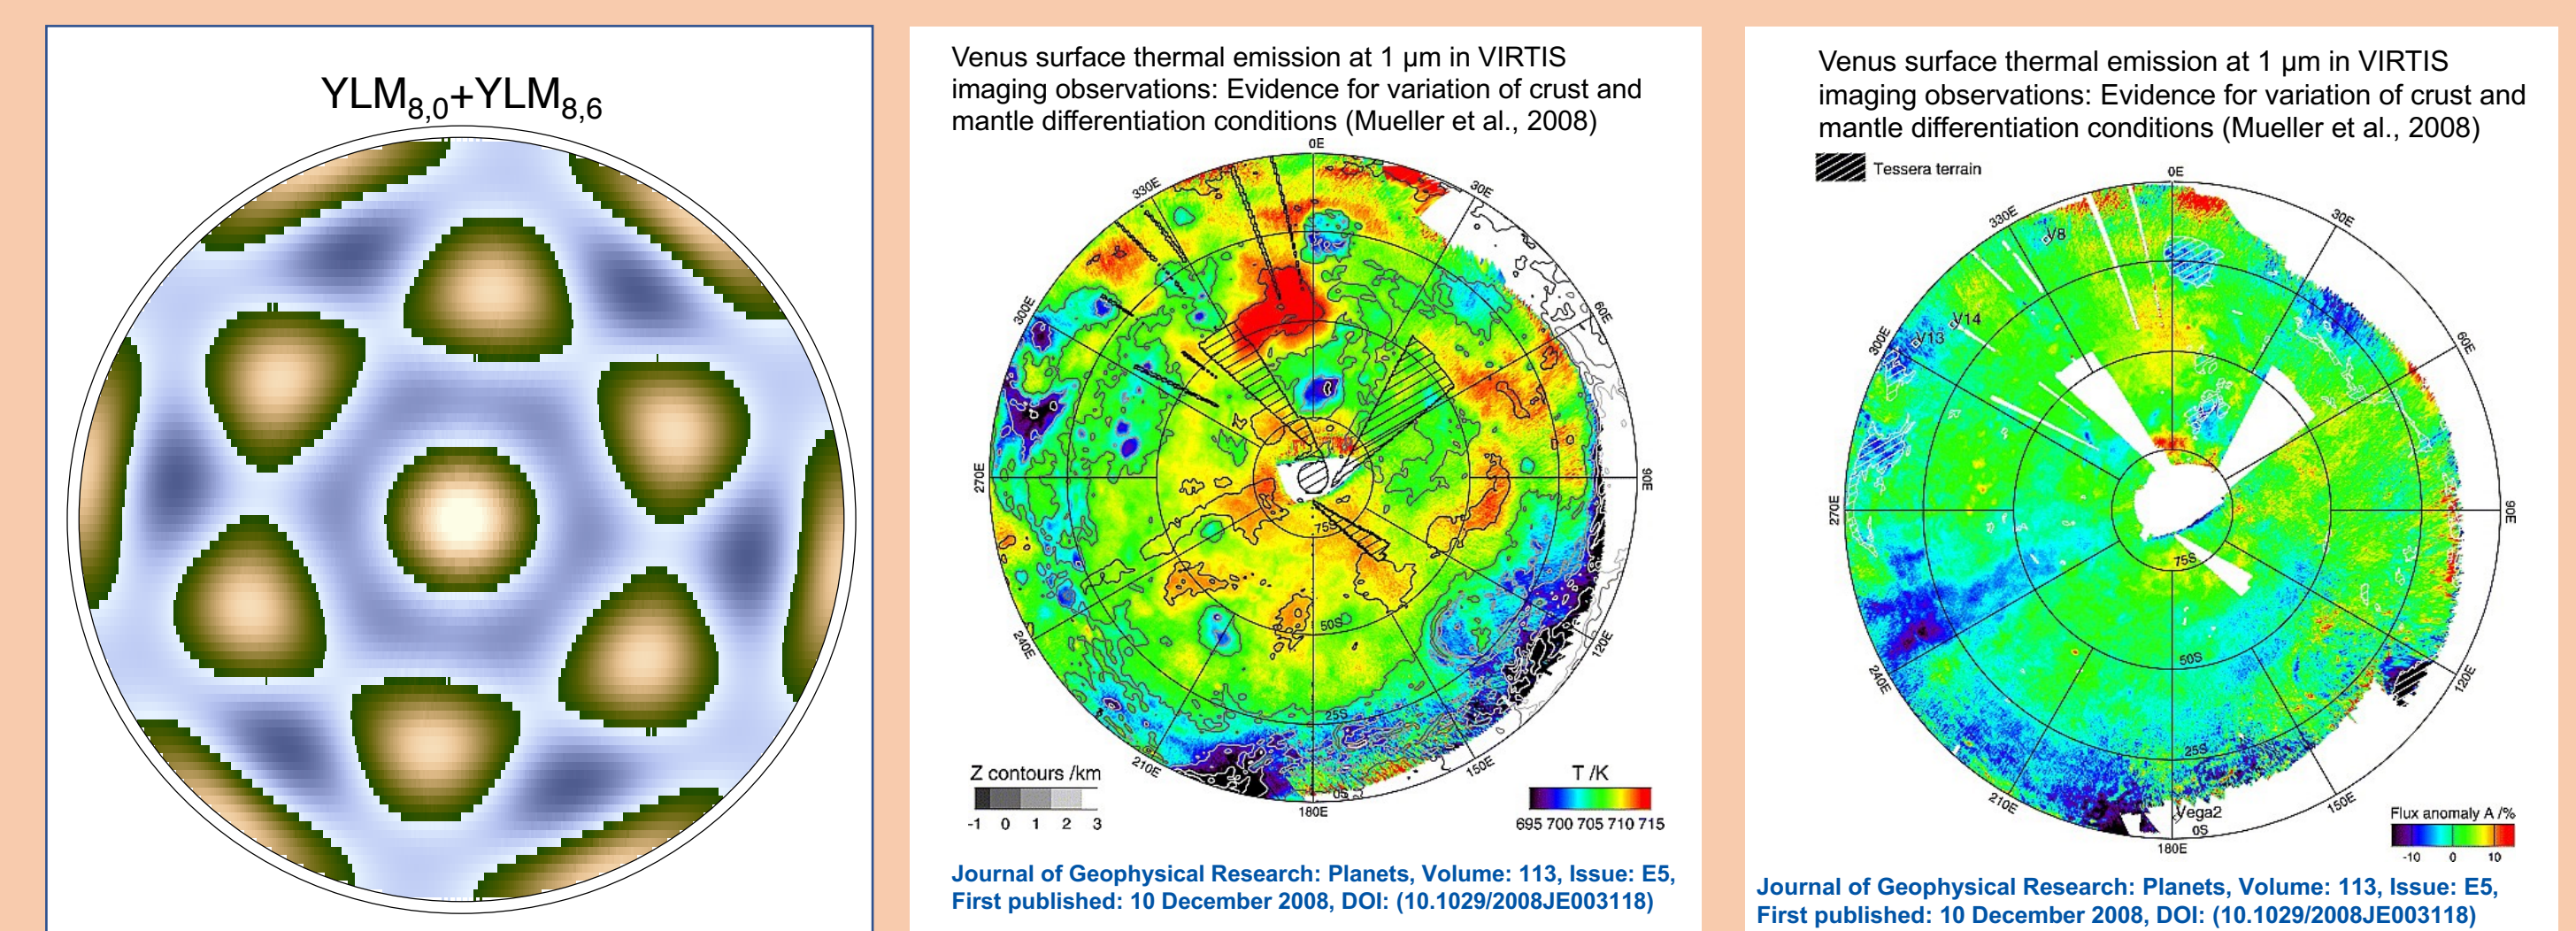 YLM8,0+YLM8,6
Venus surface thermal emission at 1 μm in VIRTIS
imaging observations: Evidence for variation of crust and
mantle differentiation conditions (Mueller et al., 2008)
0E
330E
30E
300E
60E
270E
90E
75S
50S
240E
120E
25S
210E
150E
0S
180E
Z contours /km
-1 0 1 2 3
T /K
695 700 705 710 715
Journal of Geophysical Research: Planets, Volume: 113, Issue: E5,
First published: 10 December 2008, DOI: (10.1029/2008JE003118)
Venus surface thermal emission at 1 μm in VIRTIS
imaging observations: Evidence for variation of crust and
mantle differentiation conditions (Mueller et al., 2008)
Tessera terrain
0E
330E
30E
V8
300E
V14
V13
60E
270E
90E
75S
50S
240E
120E
25S
210E
150E
Vega2
0S
180E
Flux anomaly A /%
-10 0 10
Journal of Geophysical Research: Planets, Volume: 113, Issue: E5,
First published: 10 December 2008, DOI: (10.1029/2008JE003118)